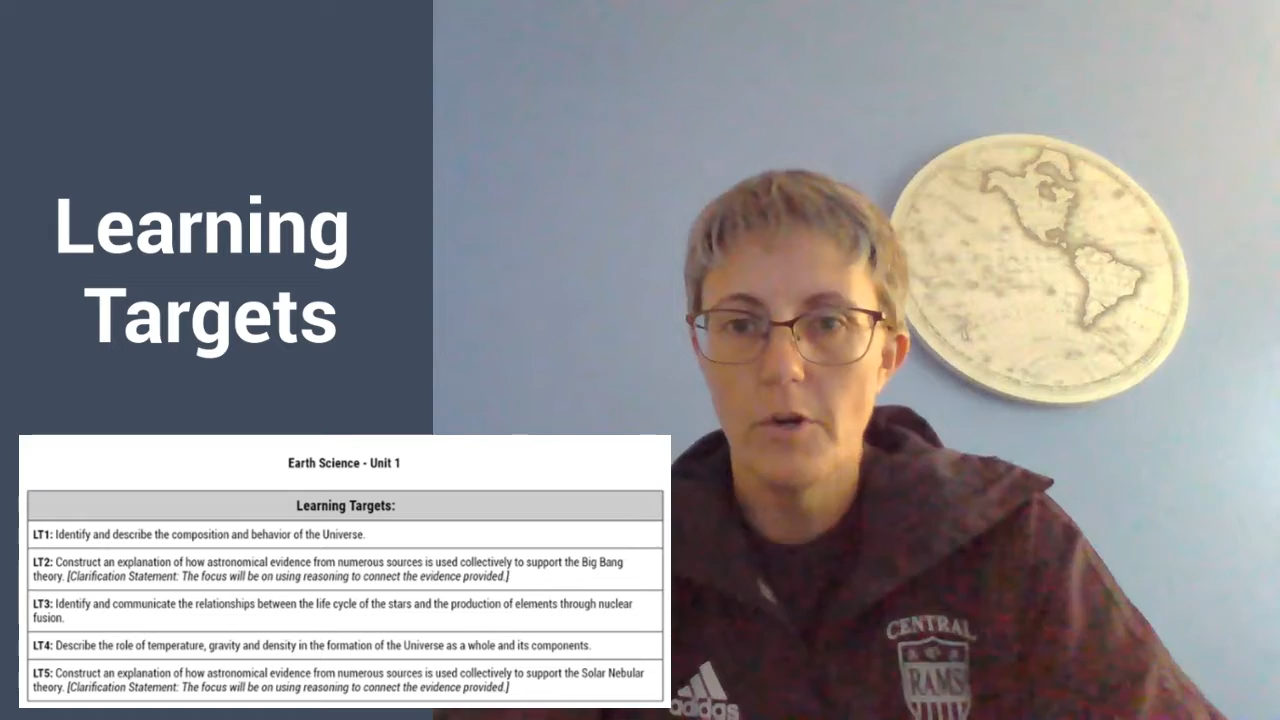 Learning
Targets
Earth Science - Unit 1
Learning Targets:
LT1: Identify and describe the composition and behavior of the Universe.
LT2: Construct an explanation of how astronomical evidence from numerous sources is used collectively to support the Big Bang
theory. [Clarification Statement: The focus will be on using reasoning to connect the evidence provided.]
LT3: Identify and communicate the relationships between the life cycle of the stars and the production of elements through nuclear
fusion.
LT4: Describe the role of temperature, gravity and density in the formation of the Universe as a whole and its components.
LT5: Construct an explanation of how astronomical evidence from numerous sources is used collectively to support the Solar Nebular
theory. [Clarification Statement: The focus will be on using reasoning to connect the evidence provided.]
CENTRAL
RAMS
adidas